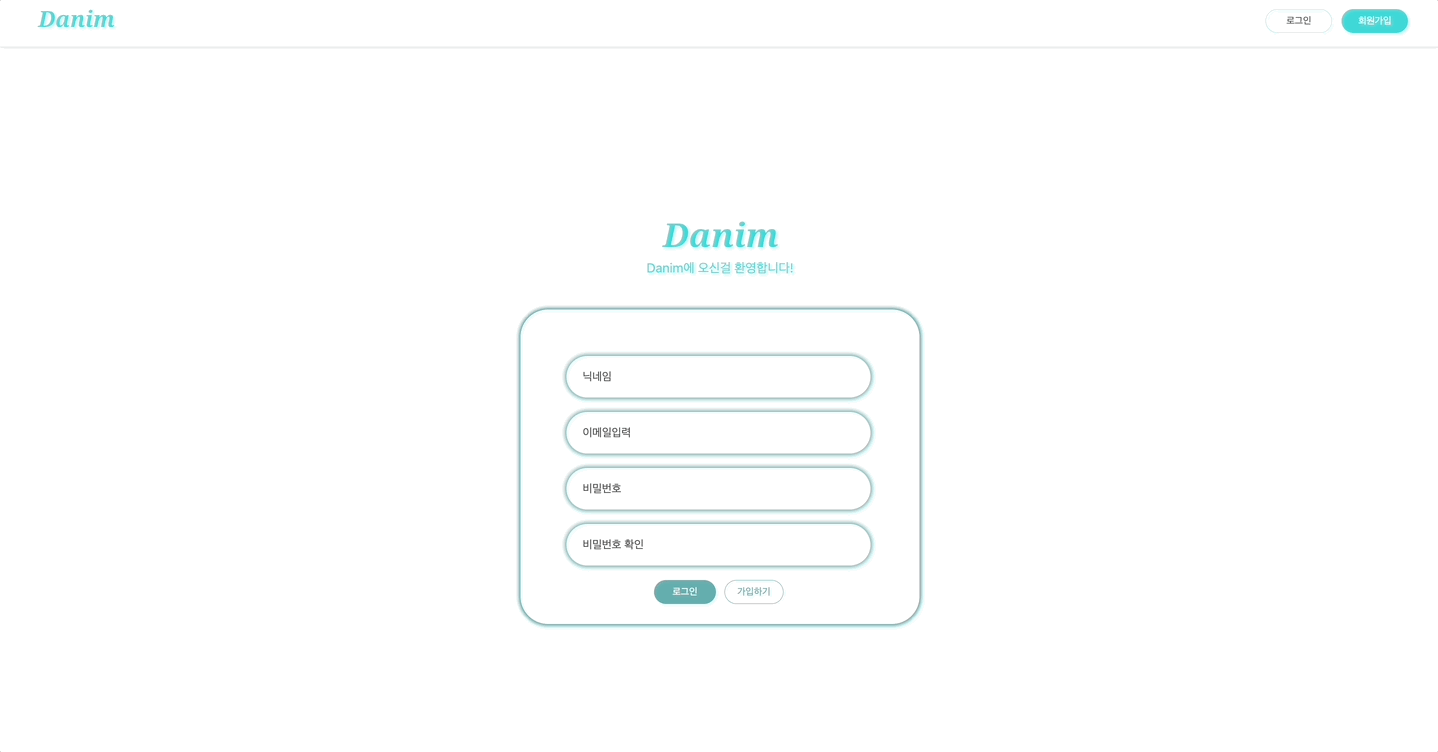 Danim
로그인 회원가입
Danim
Danim에 오신걸 환영합니다!
닉네임
이메일입력
비밀번호
비밀번호 확인
로그인 가입하기